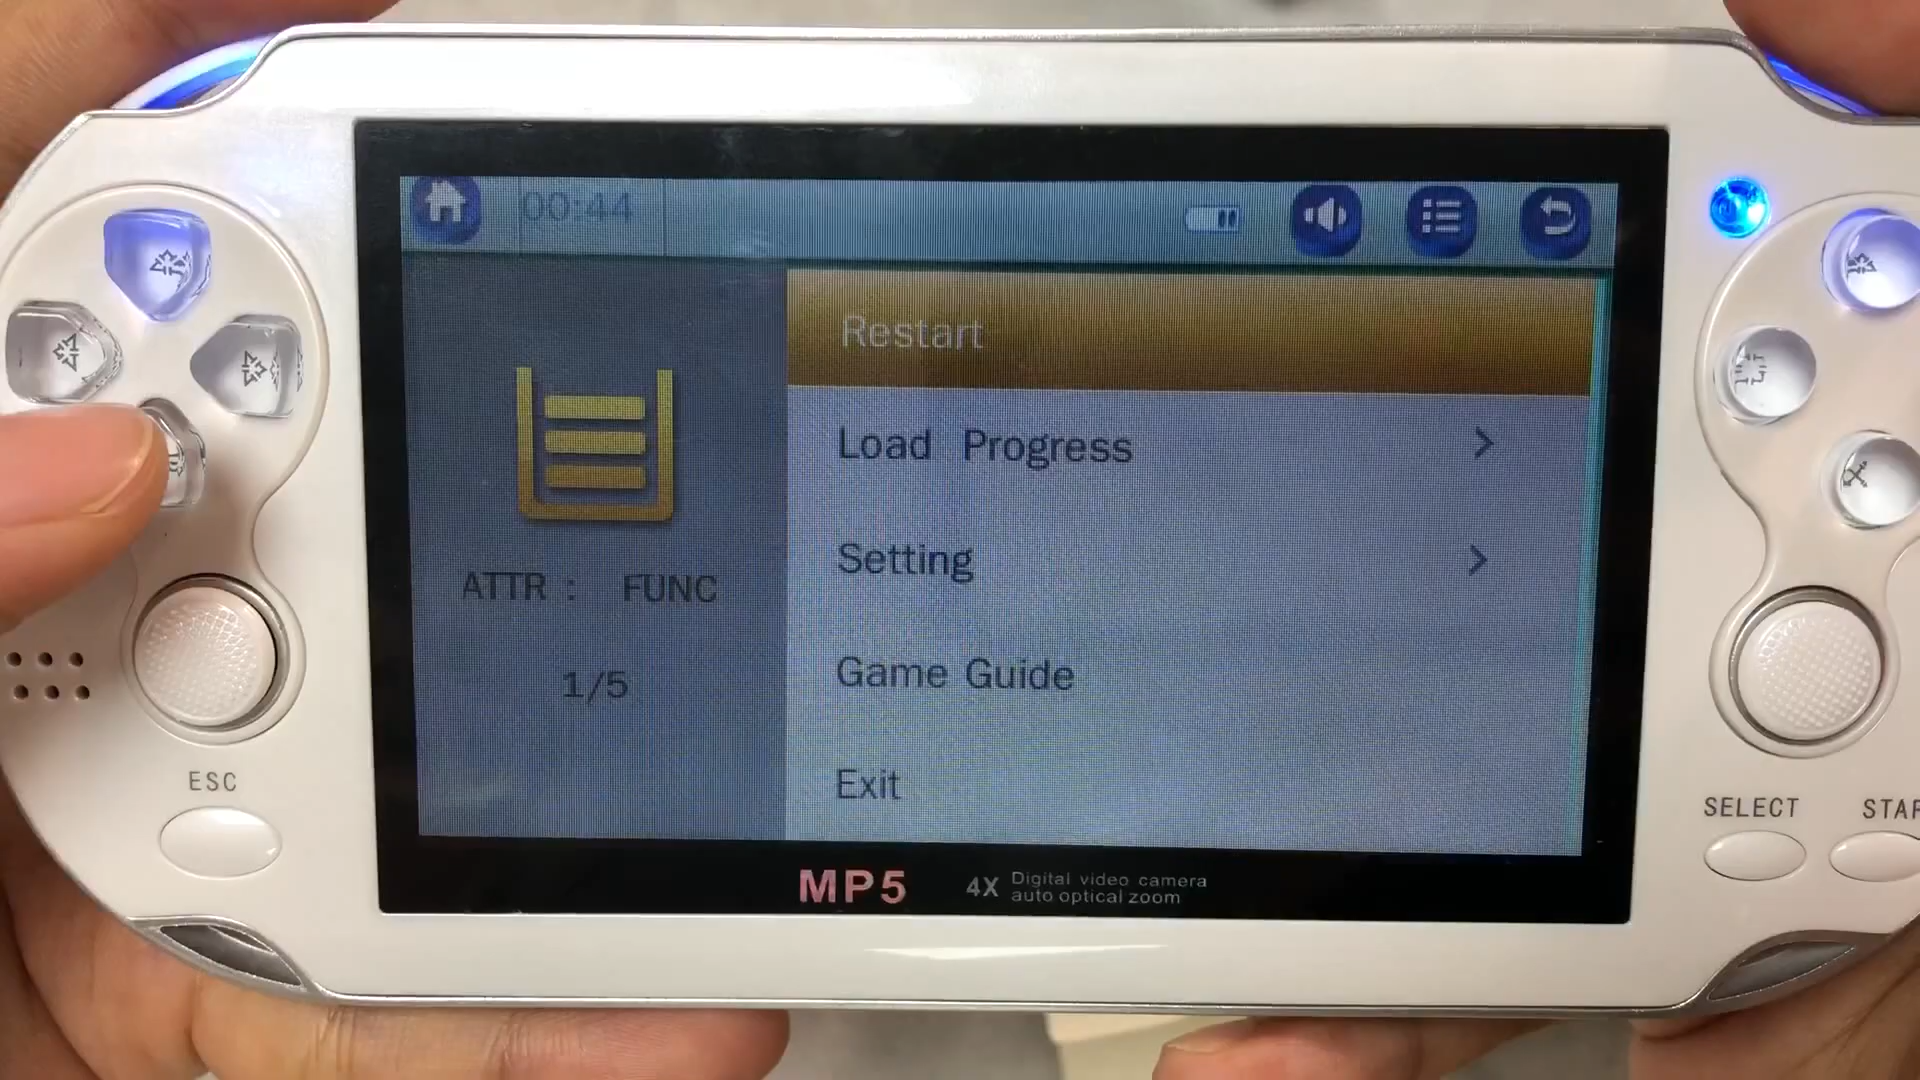 00:44
Restart
Load Progress
Setting
Game Guide
Exit
ATTR : FUNC
1/5
ESC
SELECT
STAR
MP5
4X Digital video camera
auto optical zoom